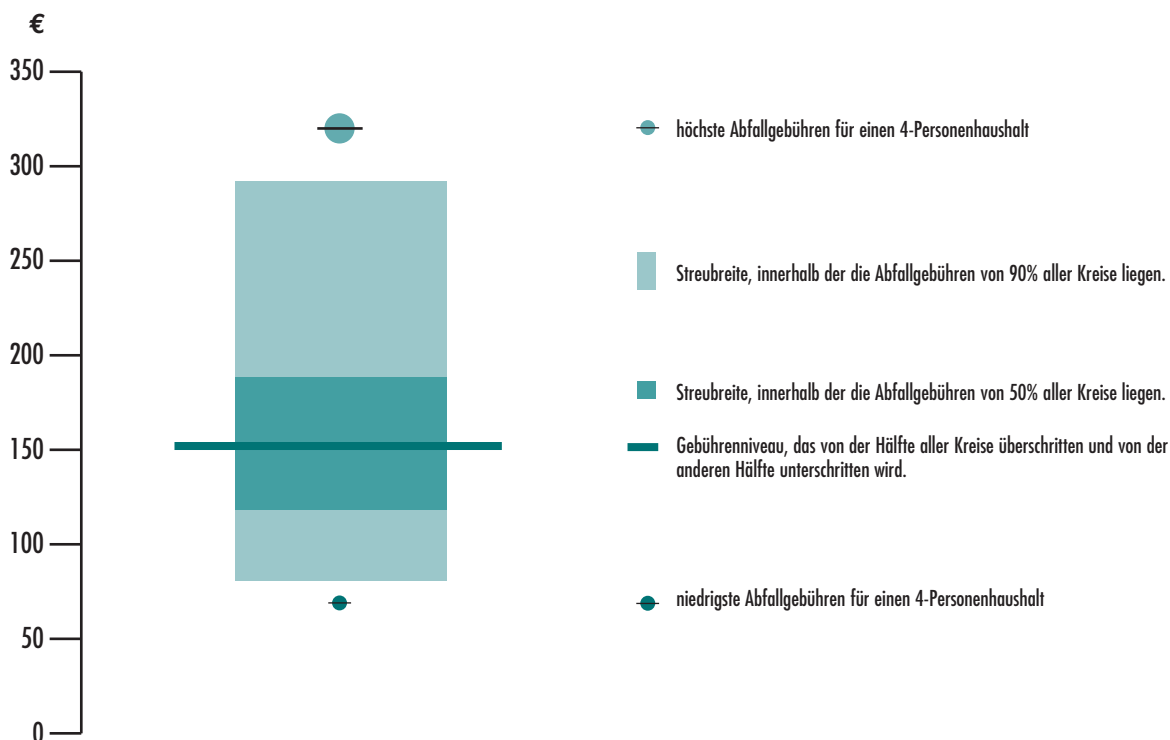 €
350
300
250
200
150
100
50
0
höchste Abfallgebühren für einen 4-Personenhaushalt
Streubreite, innerhalb der die Abfallgebühren von 90% aller Kreise liegen.
Streubreite, innerhalb der die Abfallgebühren von 50% aller Kreise liegen.
Gebührenniveau, das von der Hälfte aller Kreise überschritten und von der
anderen Hälfte unterschritten wird.
niedrigste Abfallgebühren für einen 4-Personenhaushalt